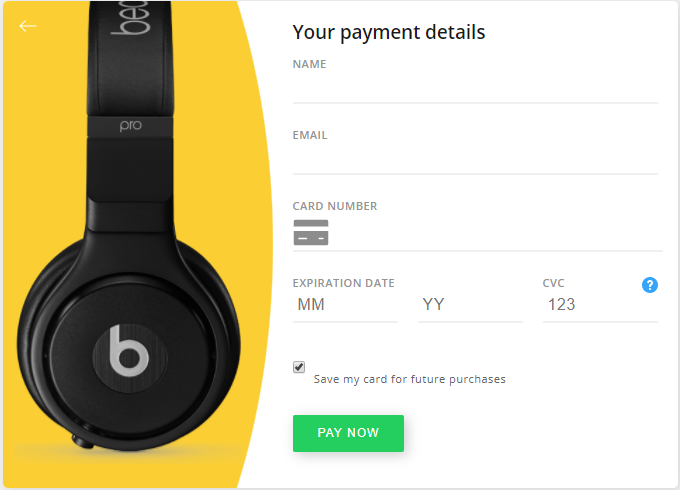 beats
pro
b
Your payment details
NAME
EMAIL
CARD NUMBER
EXPIRATION DATE
CVC
?
MM
YY
123
Save my card for future purchases
PAY NOW